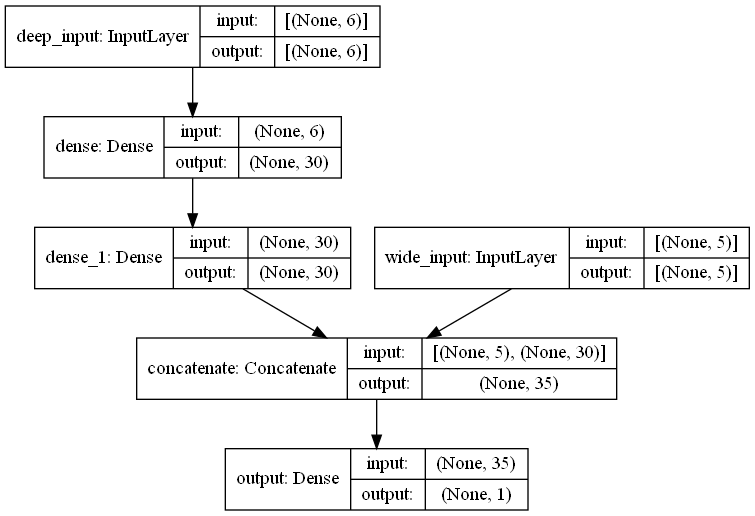 deep_input: InputLayer
input: [(None, 6)]
output: [(None, 6)]
dense: Dense
input: (None, 6)
output: (None, 30)
dense_1: Dense
input: (None, 30)
output: (None, 30)
wide_input: InputLayer
input: [(None, 5)]
output: [(None, 5)]
concatenate: Concatenate
input: [(None, 5), (None, 30)]
output: (None, 35)
output: Dense
input: (None, 35)
output: (None, 1)